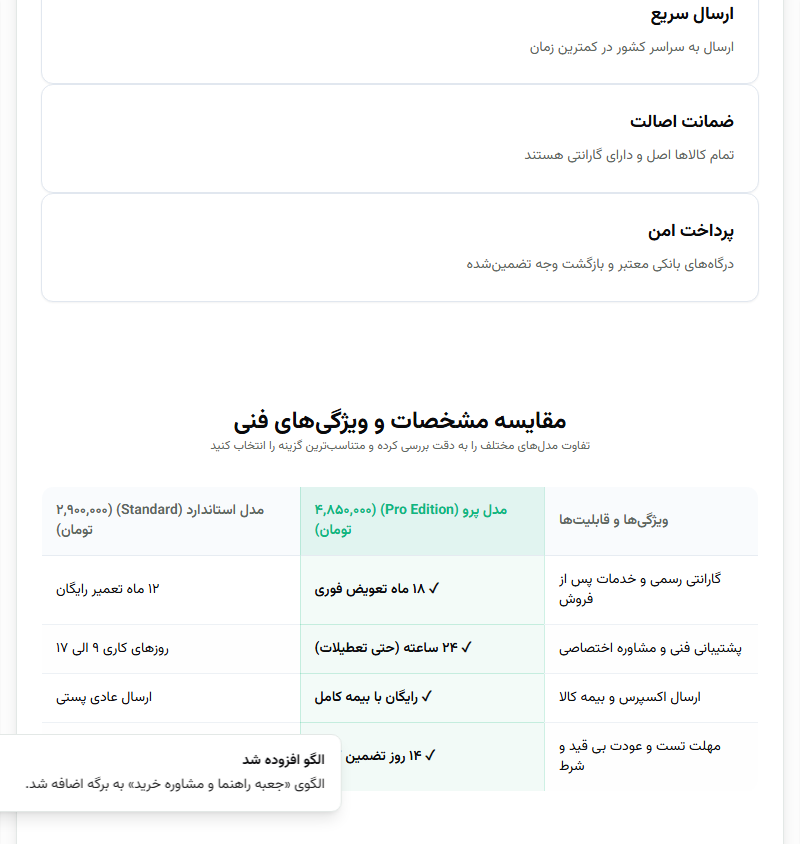 ارسال سریع
ارسال به سراسر کشور در کمترین زمان
ضمانت اصالت
تمام کالاها اصل و دارای گارانتی هستند
پرداخت امن
درگاه‌های بانکی معتبر و بازگشت وجه تضمین‌شده
مقایسه مشخصات و ویژگی‌های فنی
تفاوت مدل‌های مختلف را به دقت بررسی کرده و متناسب‌ترین گزینه را انتخاب کنید
ویژگی‌ها و قابلیت‌ها
مدل پرو (Pro Edition) (۴,۸۵۰,۰۰۰
تومان)
مدل استاندارد (Standard) (۲,۹۰۰,۰۰۰
تومان)
گارانتی رسمی و خدمات پس از
فروش
✓ ۱۸ ماه تعویض فوری
۱۲ ماه تعمیر رایگان
پشتیبانی فنی و مشاوره اختصاصی
✓ ۲۴ ساعته (حتی تعطیلات)
روزهای کاری ۹ الی ۱۷
ارسال اکسپرس و بیمه کالا
✓ رایگان با بیمه کامل
ارسال عادی پستی
مهلت تست و عودت بی قید و
شرط
✓ ۱۴ روز تضمین
الگو افزوده شد
الگوی «جعبه راهنما و مشاوره خرید» به برگه اضافه شد.